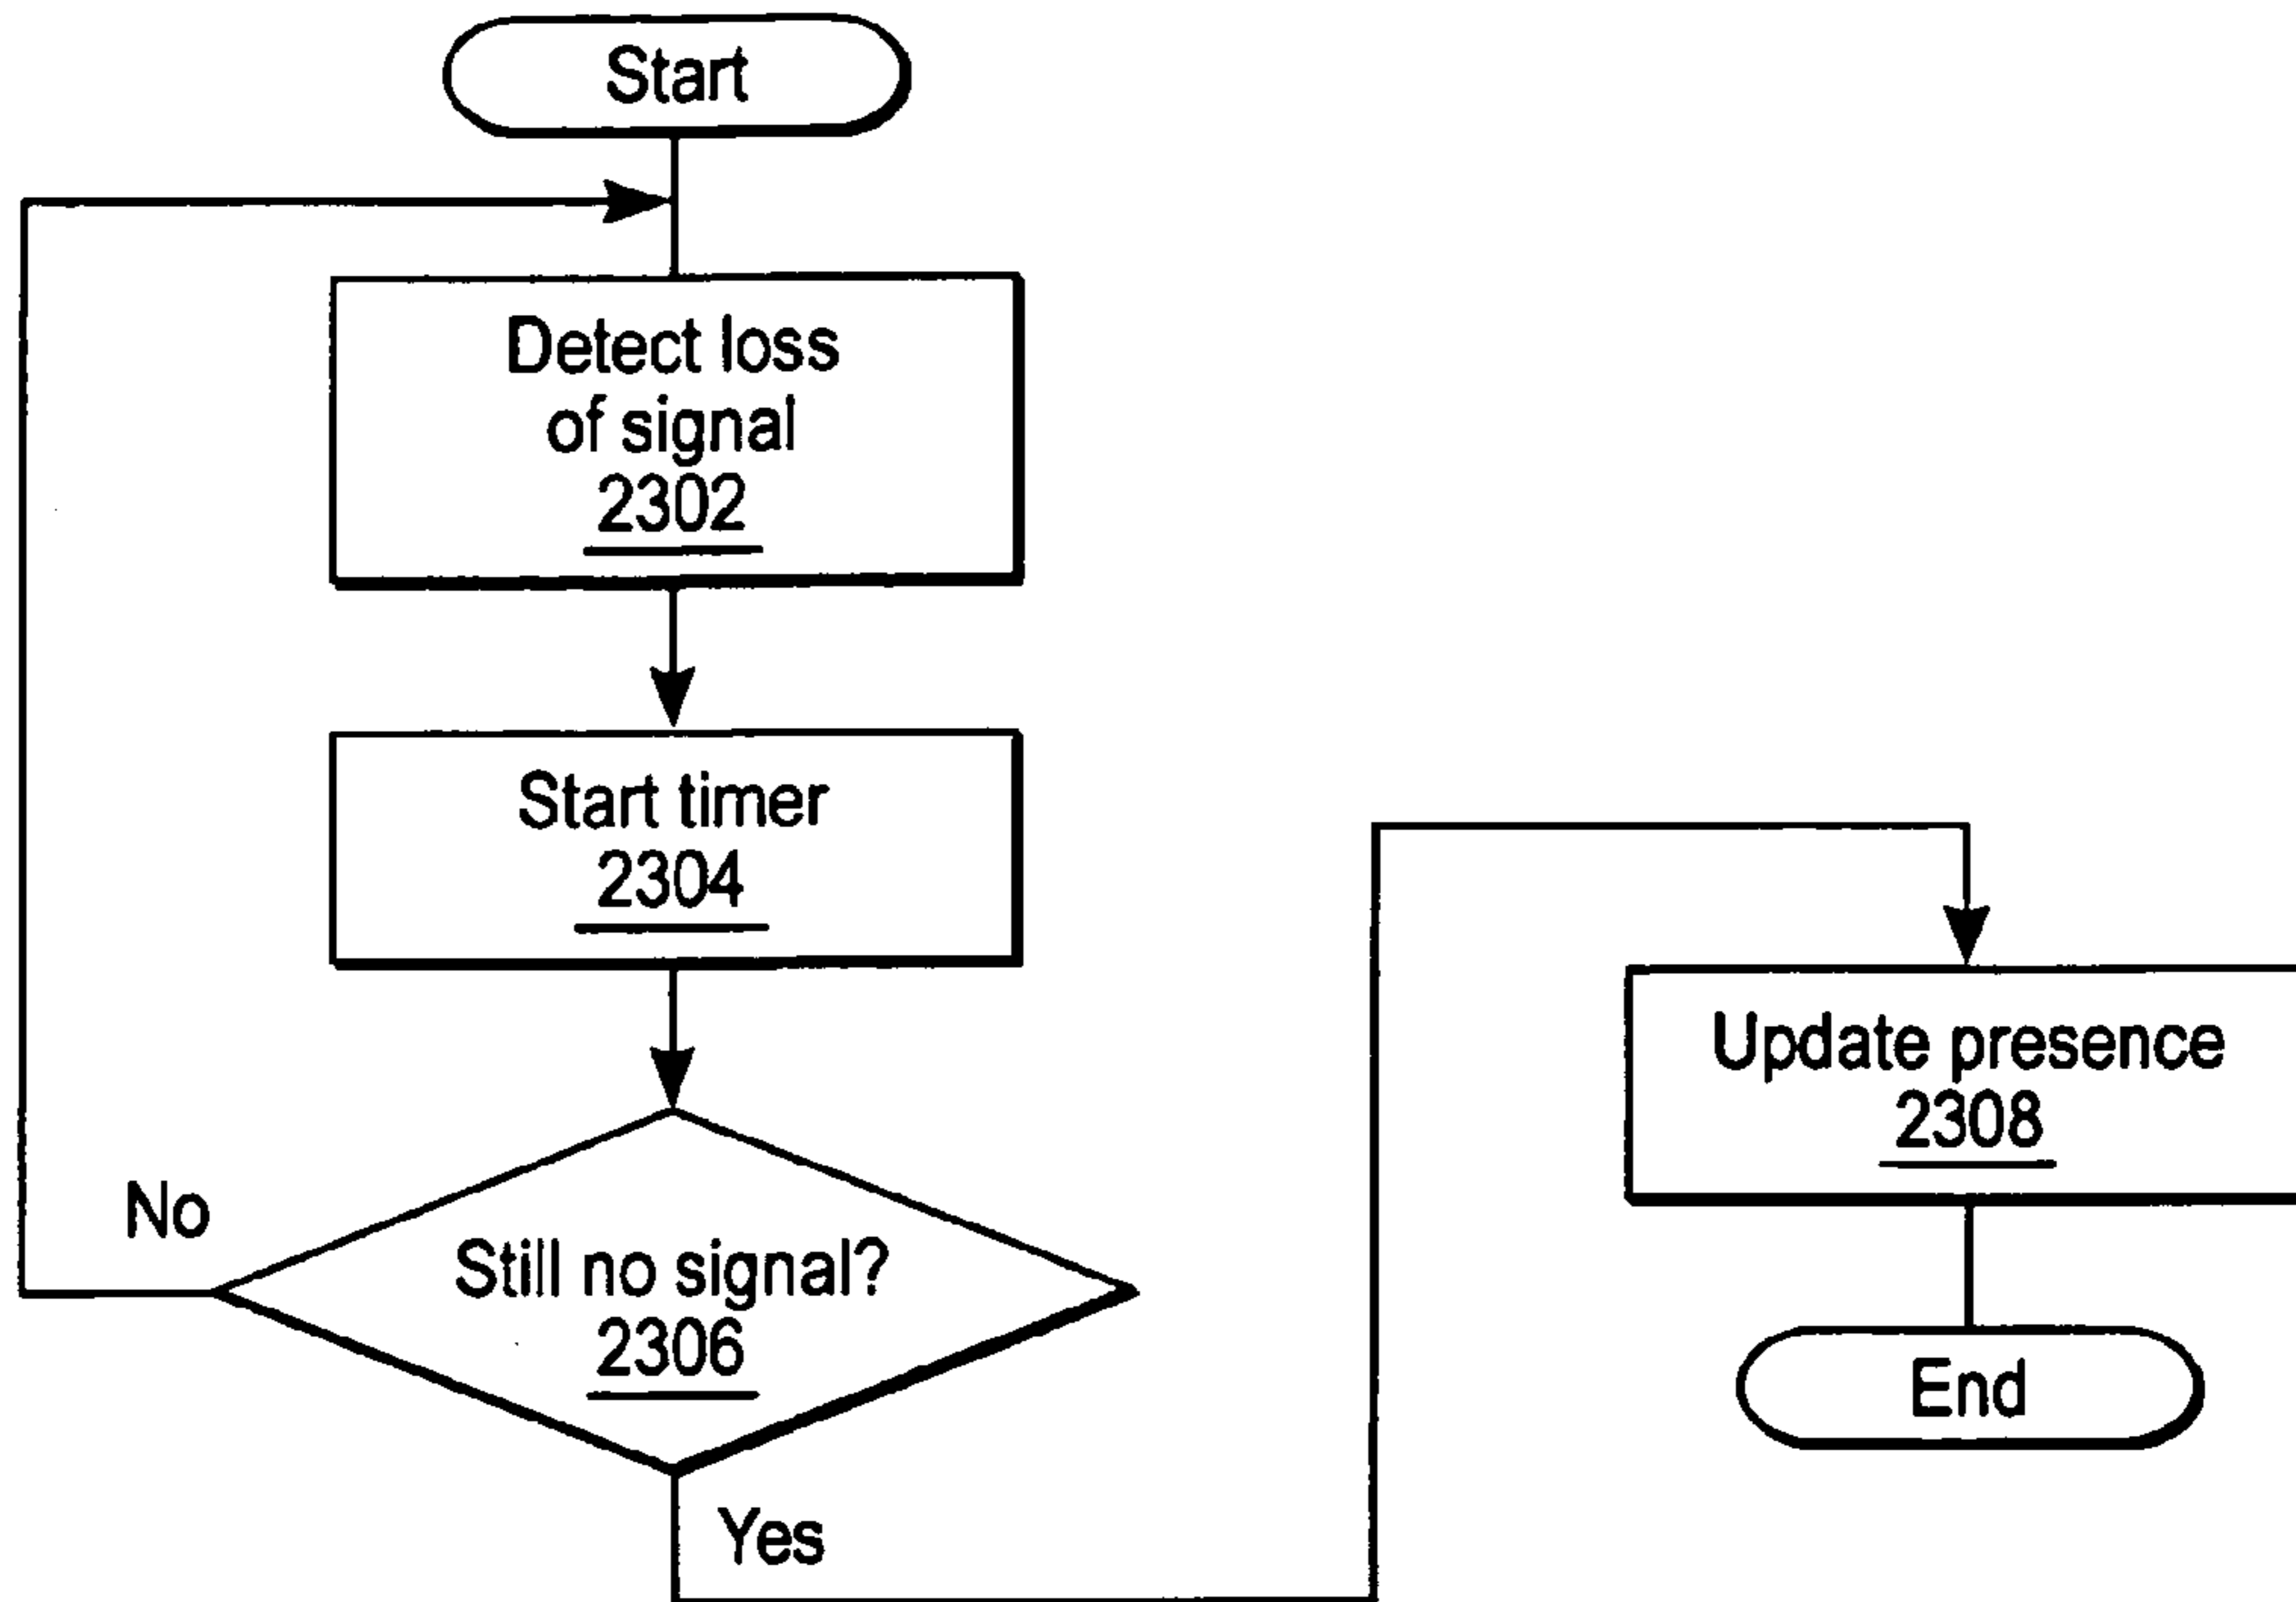 Start
Detect loss
of signal
2302
Start timer
2304
No
Still no signal?
2306
Yes
Update presence
2308
End